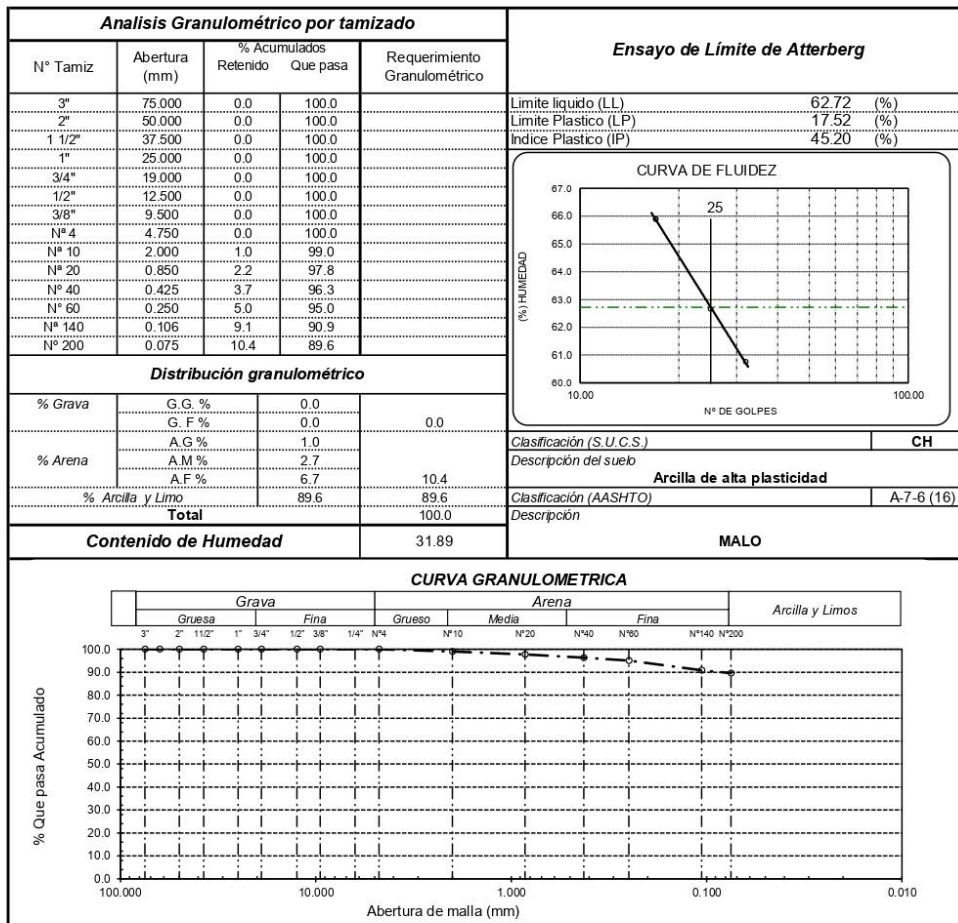 Analisis Granulométrico por tamizado
N° Tamiz Abertura (mm) % Acumulados Retenido Que pasa Requerimiento Granulométrico
3" 75.000 0.0 100.0
2" 50.000 0.0 100.0
1 1/2" 37.500 0.0 100.0
1" 25.000 0.0 100.0
3/4" 19.000 0.0 100.0
1/2" 12.500 0.0 100.0
3/8" 9.500 0.0 100.0
Nª 4 4.750 0.0 100.0
Nª 10 2.000 1.0 99.0
Nª 20 0.850 2.2 97.8
Nº 40 0.425 3.7 96.3
N° 60 0.250 5.0 95.0
Nª 140 0.106 9.1 90.9
Nº 200 0.075 10.4 89.6
Distribución granulométrico
% Grava G.G. % 0.0
G. F % 0.0 0.0
A.G % 1.0
% Arena A.M % 2.7
A.F % 6.7 10.4
% Arcilla y Limo 89.6 89.6
Total 100.0
Contenido de Humedad 31.89
Ensayo de Límite de Atterberg
Limite liquido (LL) 62.72 (%)
Limite Plastico (LP) 17.52 (%)
Indice Plastico (IP) 45.20 (%)
CURVA DE FLUIDEZ
(%) HUMEDAD
67.0
66.0
65.0
64.0
63.0
62.0
61.0
60.0
25
10.00 100.00
Nº DE GOLPES
Clasificación (S.U.C.S.) CH
Descripción del suelo
Arcilla de alta plasticidad
Clasificación (AASHTO) A-7-6 (16)
Descripción
MALO
CURVA GRANULOMETRICA
Grava Arena Arcilla y Limos
Gruesa Fina Grueso Media Fina
3" 2" 11/2" 1" 3/4" 1/2" 3/8" 1/4" N°4 N°10 N°20 N°40 N°60 N°140 N°200
% Que pasa Acumulado
100.0
90.0
80.0
70.0
60.0
50.0
40.0
30.0
20.0
10.0
0.0
100.000 10.000 1.000 0.100 0.010
Abertura de malla (mm)